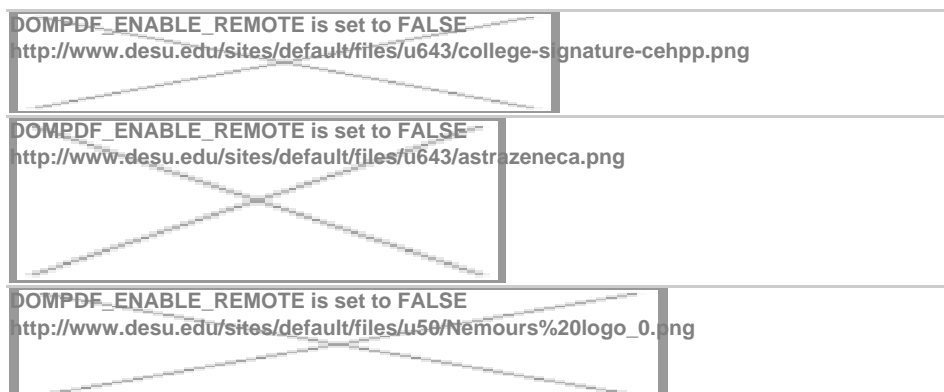 DOMPDF_ENABLE_REMOTE is set to FALSE
http://www.desu.edu/sites/default/files/u643/college-signature-cehpp.png
DOMPDF_ENABLE_REMOTE is set to FALSE
http://www.desu.edu/sites/default/files/u643/astrazeneca.png
DOMPDF_ENABLE_REMOTE is set to FALSE
http://www.desu.edu/sites/default/files/u50/Nemours%20logo_0.png